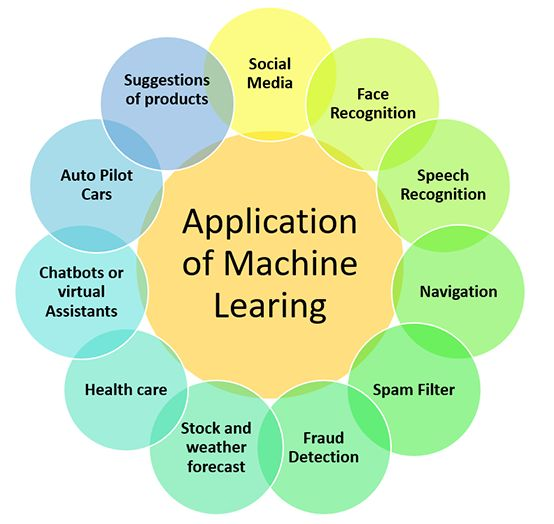 Application
of Machine
Learing
Social
Media
Face
Recognition
Speech
Recognition
Navigation
Spam Filter
Fraud
Detection
Stock and
weather
forecast
Health care
Chatbots or
virtual
Assistants
Auto Pilot
Cars
Suggestions
of products